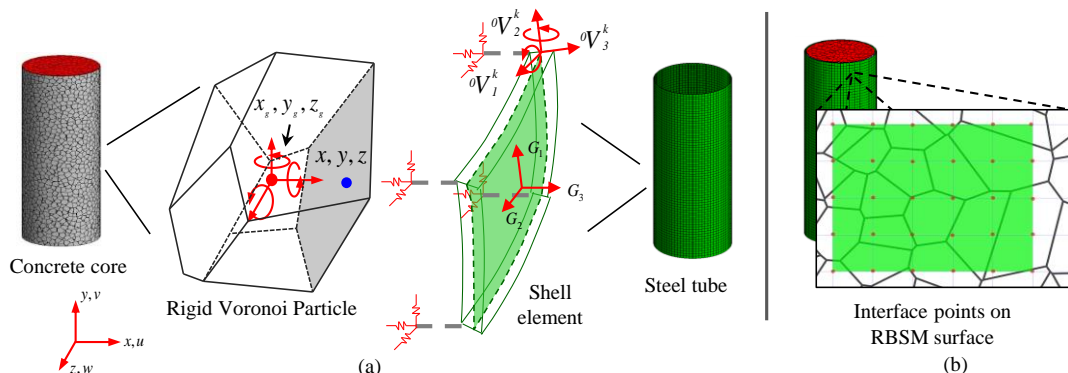 ⁰V₂ᵏ
⁰V₃ᵏ
⁰V₁ᵏ
x_g, y_g, z_g
x, y, z
G₁
G₃
G₂
Concrete core
Rigid Voronoi Particle
Shell
element
Steel tube
Interface points on
RBSM surface
y,v
x,u
z,w
(a)
(b)